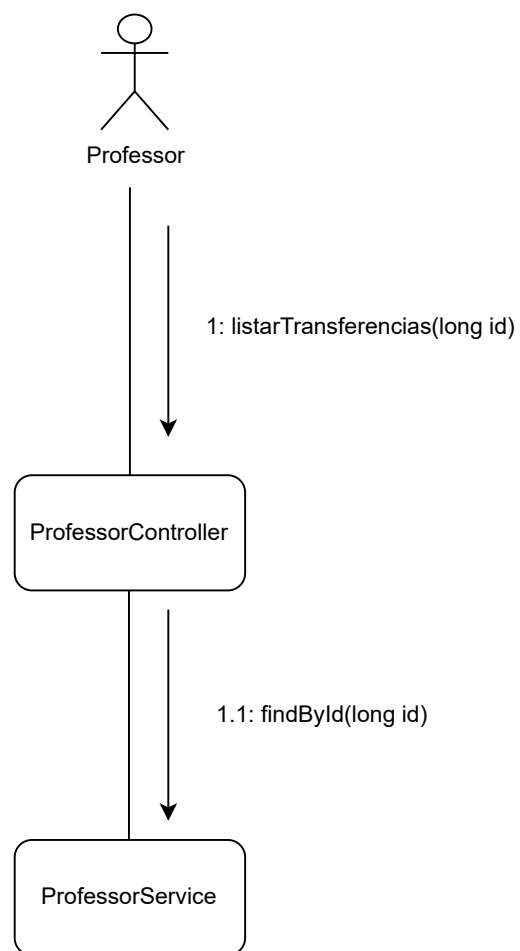 Professor
1: listarTransferencias(long id)
ProfessorController
1.1: findById(long id)
ProfessorService